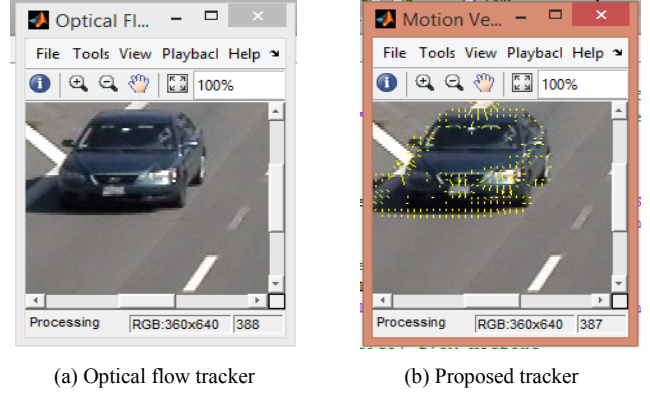 Optical Fl...
File Tools View Playbacl Help
100%
Processing RGB:360x640 388
(a) Optical flow tracker
Motion Ve...
File Tools View Playbacl Help
100%
Processing RGB:360x640 387
(b) Proposed tracker